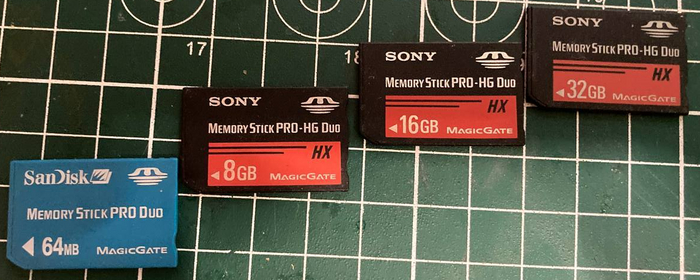 17
18
SanDisk
MEMORY STICK PRO DUO
64MB MAGICGATE
SONY
MEMORY STICK PRO-HG DUO
HX
8GB MAGICGATE
SONY
MEMORY STICK PRO-HG DUO
HX
16GB MAGICGATE
SONY
MEMORY STICK PRO-HG DUO
HX
32GB MAGICGATE